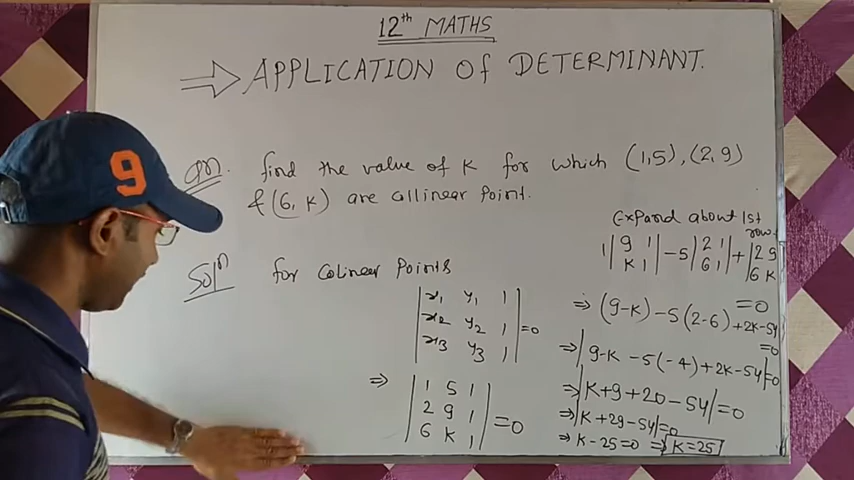 12th MATHS
⇒ APPLICATION OF DETERMINANT.
Qn. find the value of K for which (1,5), (2,9)
& (6, K) are collinear Point.
Soln for Colinear Points
| x1 y1 1 |
| x2 y2 1 | =0
| x3 y3 1 |
⇒ | 1 5 1 |
| 2 9 1 | =0
| 6 K 1 |
Expand about 1st
row.
1 | 9 1 | -5 | 2 1 | + | 2 9
| K 1 | | 6 1 | | 6 K
=0
⇒ (9-K) -5(2-6) +2K-54
=0
⇒ | 9-K -5(-4) +2K-54 | =0
⇒ | K+9+20-54 | =0
⇒ | K+29-54 | =0
⇒ K-25=0 ⇒ K=25
9